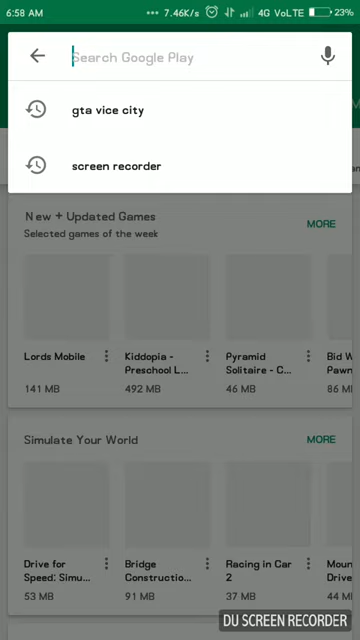 6:58 AM ... 7.46K/s 4G VoLTE 23%
Search Google Play
gta vice city
screen recorder
New + Updated Games
MORE
Selected games of the week
Lords Mobile
141 MB
Kiddopia -
Preschool L...
492 MB
Pyramid
Solitaire - C...
46 MB
Bid W
Pawn
86 M
Simulate Your World
MORE
Drive for
Speed: Simu...
53 MB
Bridge
Constructio...
91 MB
Racing in Car
2
37 MB
Moun
Drive
44 M
DU SCREEN RECORDER